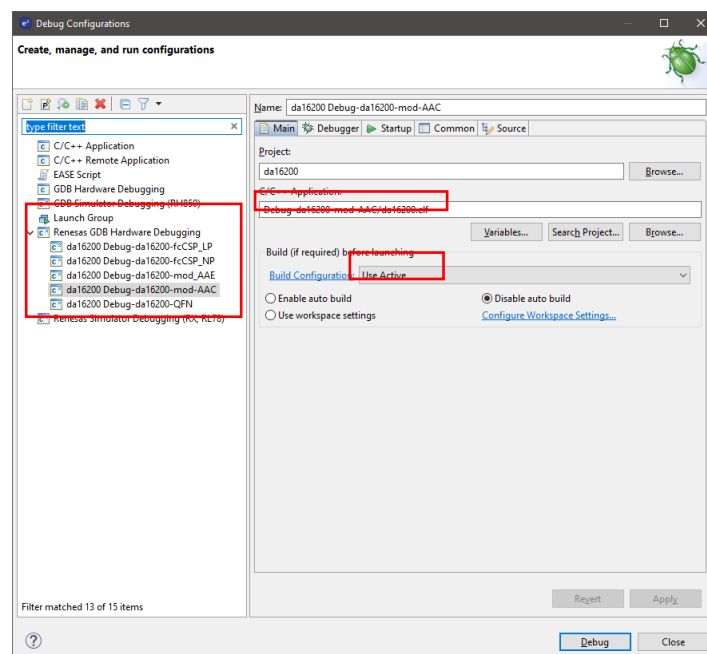 Debug Configurations
Create, manage, and run configurations
type filter text
C/C++ Application
C/C++ Remote Application
EASE Script
GDB Hardware Debugging
GDB Simulator Debugging (RH850)
Launch Group
Renesas GDB Hardware Debugging
da16200 Debug-da16200-fcCSP_LP
da16200 Debug-da16200-fcCSP_NP
da16200 Debug-da16200-mod_AAE
da16200 Debug-da16200-mod-AAC
da16200 Debug-da16200-QFN
Renesas Simulator Debugging (RX, RL78)
Filter matched 13 of 15 items
Name: da16200 Debug-da16200-mod-AAC
Main Debugger Startup Common Source
Project:
da16200 Browse...
C/C++ Application:
Debug-da16200-mod-AAC/da16200.elf
Variables... Search Project... Browse...
Build (if required) before launching
Build Configuration: Use Active
Enable auto build Disable auto build
Use workspace settings Configure Workspace Settings...
Revert Apply
Debug Close